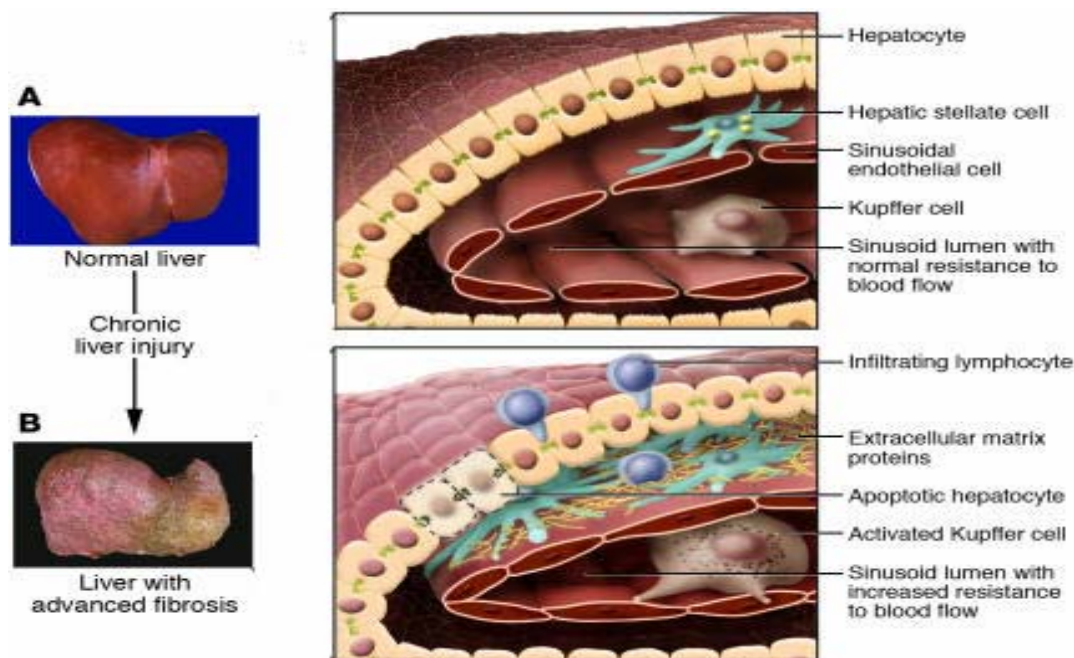 A
Normal liver
Chronic
liver injury
B
Liver with
advanced fibrosis
Hepatocyte
Hepatic stellate cell
Sinusoidal
endothelial cell
Kupffer cell
Sinusoid lumen with
normal resistance to
blood flow
Infiltrating lymphocyte
Extracellular matrix
proteins
Apoptotic hepatocyte
Activated Kupffer cell
Sinusoid lumen with
increased resistance
to blood flow